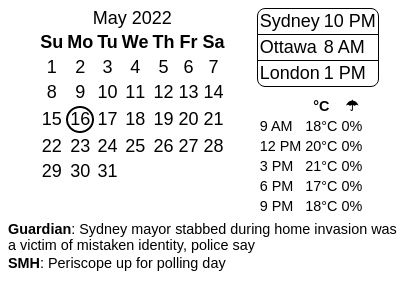 May 2022
Su Mo Tu We Th Fr Sa
1 2 3 4 5 6 7
8 9 10 11 12 13 14
15 16 17 18 19 20 21
22 23 24 25 26 27 28
29 30 31
Sydney 10 PM
Ottawa 8 AM
London 1 PM
°C ☂
9 AM 18°C 0%
12 PM 20°C 0%
3 PM 21°C 0%
6 PM 17°C 0%
9 PM 18°C 0%
Guardian: Sydney mayor stabbed during home invasion was
a victim of mistaken identity, police say
SMH: Periscope up for polling day